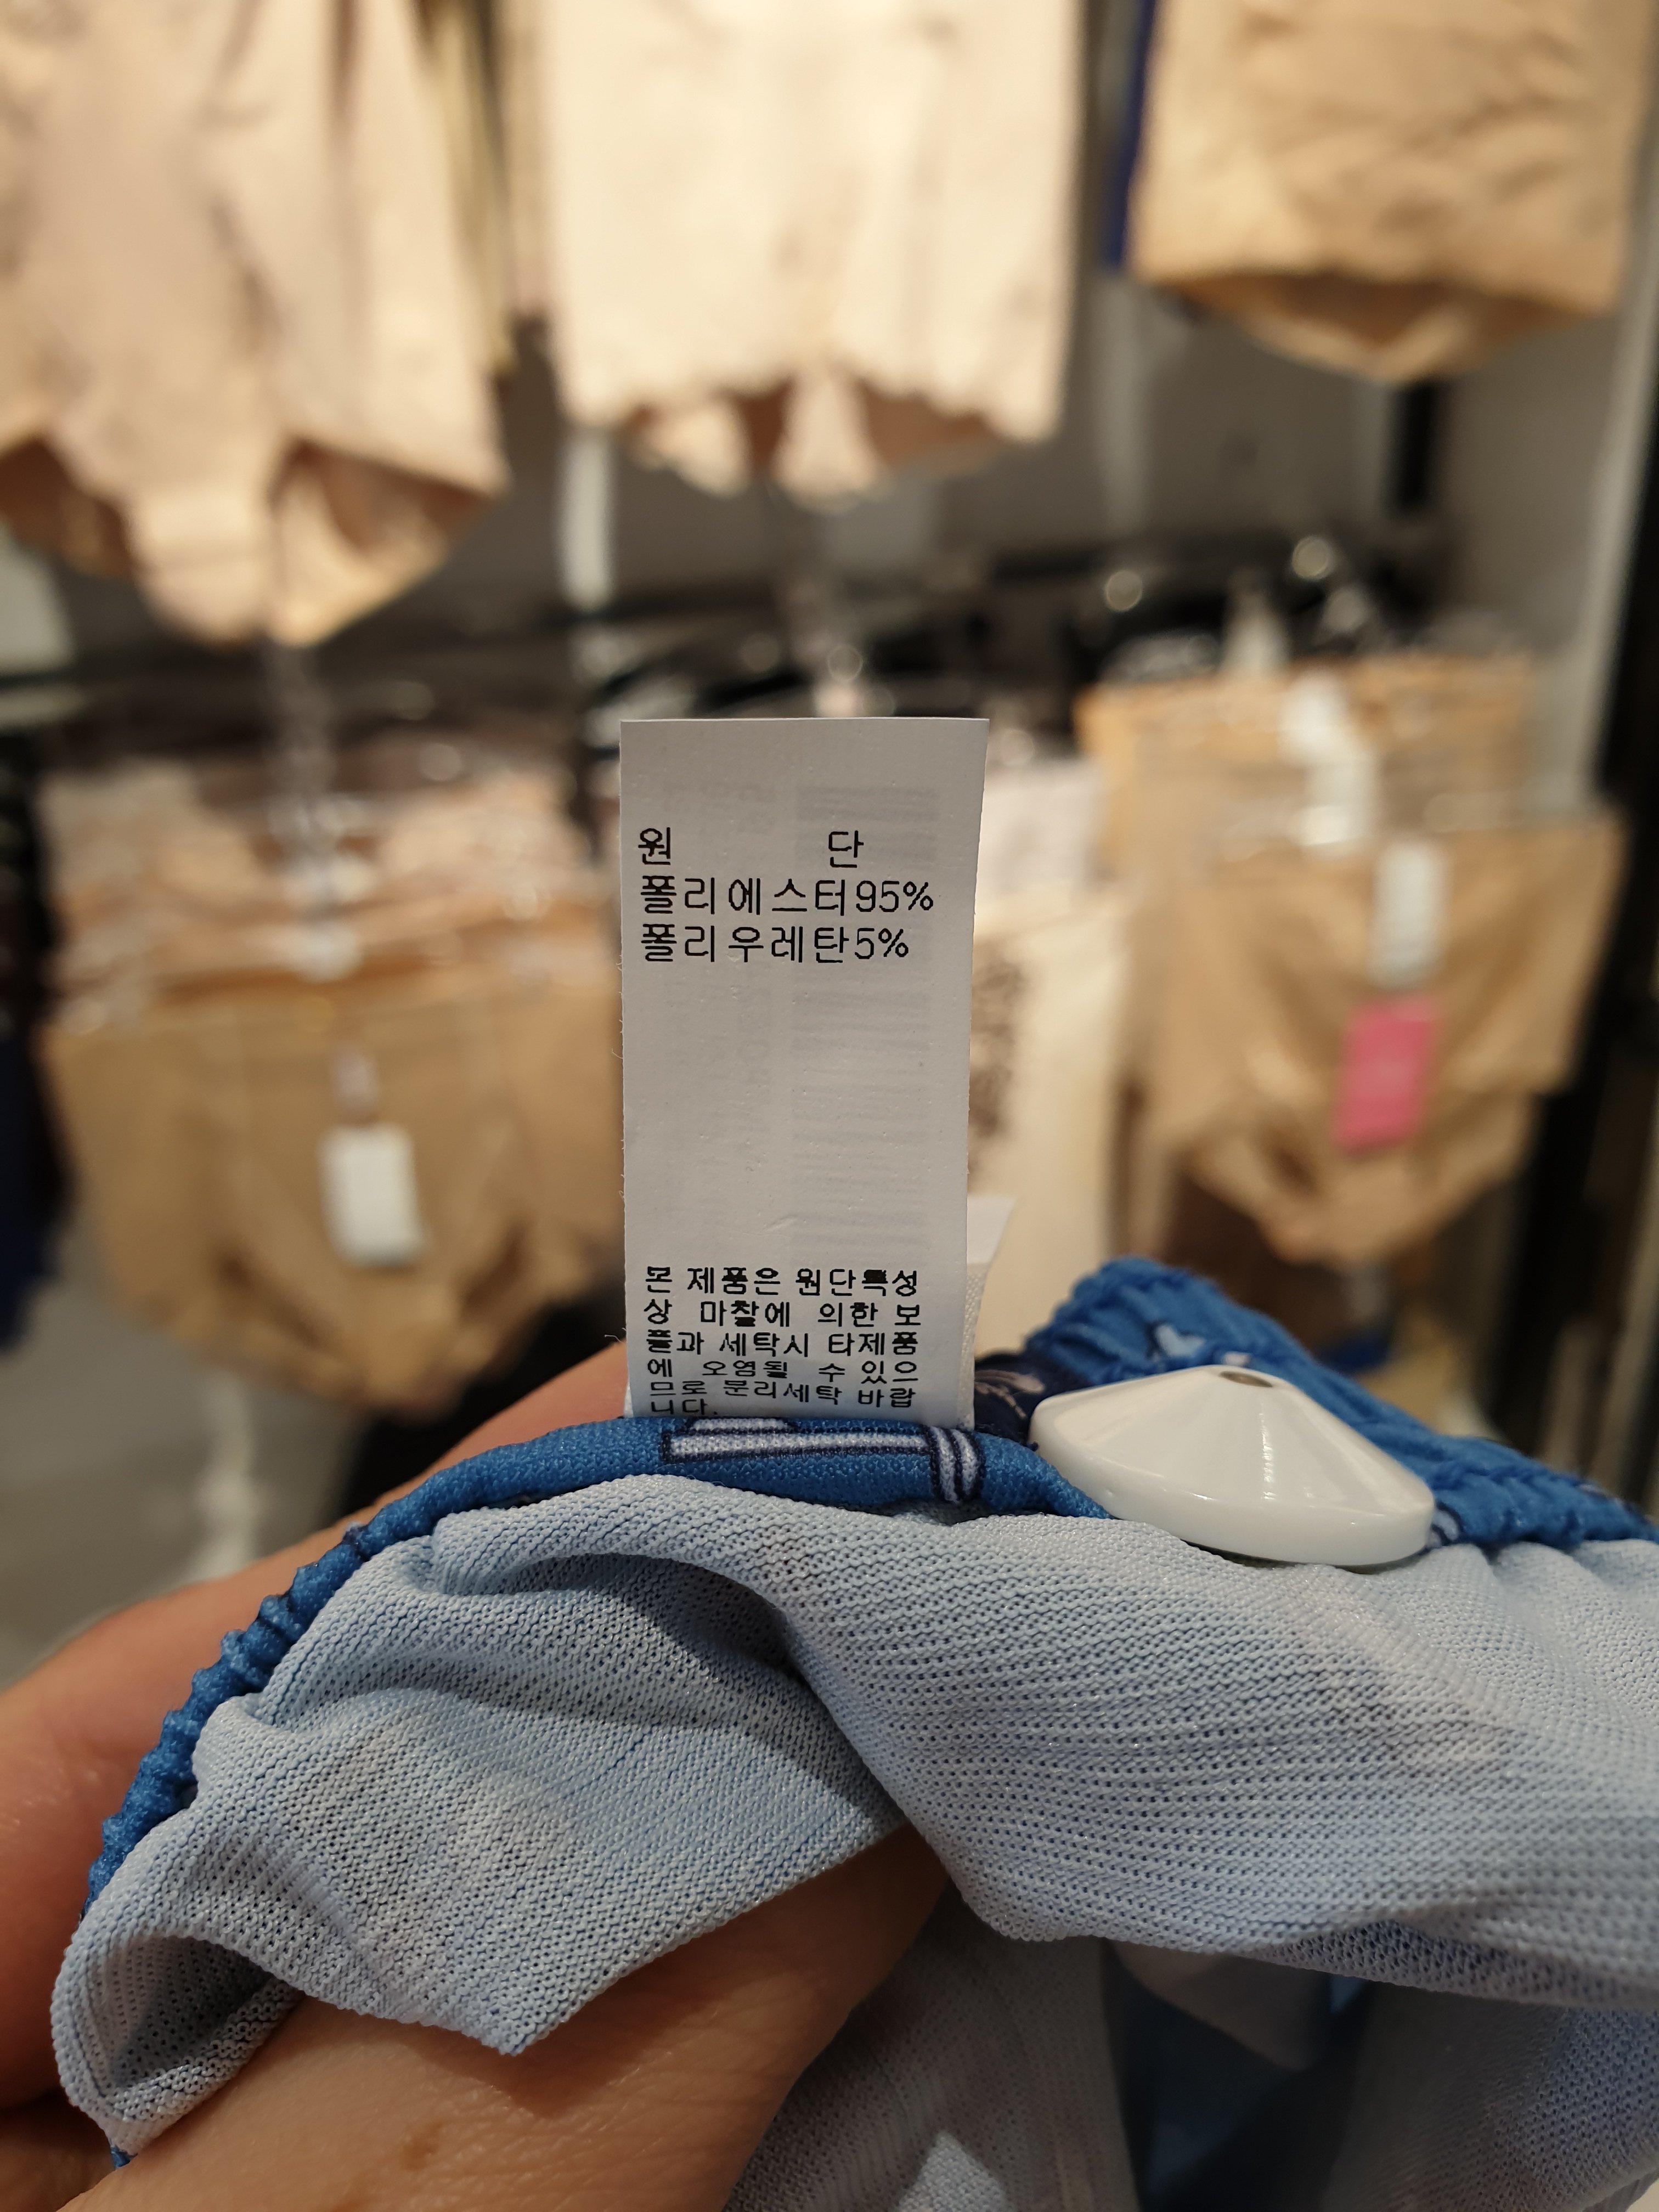 원 단
폴리에스터95%
폴리우레탄5%
본 제품은 원단특성
상 마찰에 의한 보
풀과 세탁시 타제품
에 오염될 수 있으
므로 분리세탁 바랍
니다.